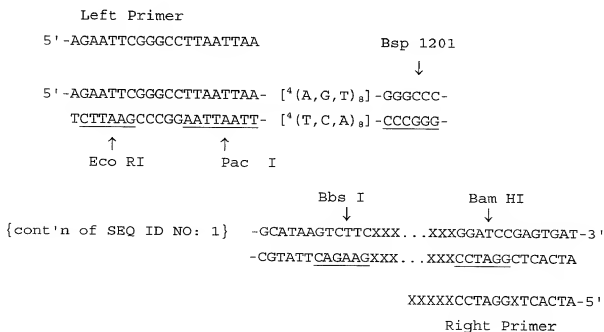 Left Primer
5'-AGAATTCGGGCCTTAATTAA
Bsp 1201
↓
5'-AGAATTCGGGCCTTAATTAA- [⁴(A,G,T)₈]-GGGCCC-
TCTTAAGCCCGGAATTAATT [⁴(T,C,A)₈]-CCCGGG-
↑ ↑
Eco RI Pac I
Bbs I Bam HI
↓ ↓
{cont'n of SEQ ID NO: 1} -GCATAAGTCTTCXXX...XXXGGATCCGAGTGAT-3'
-CGTATTCAGAAGXXX...XXXCCTAGGCTCACTA
XXXXXCCTAGGXTCACTA-5'
Right Primer